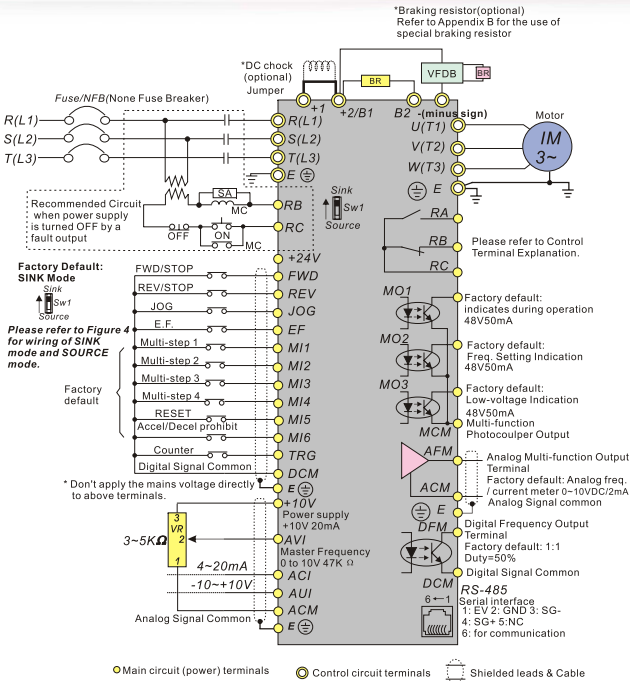 *Braking resistor(optional)
Refer to Appendix B for the use of
special braking resistor
*DC chock
(optional)
Jumper
BR
VFDB
BR
Fuse/NFB(None Fuse Breaker)
+1
+2/B1
B2
-(minus sign)
R(L1)
S(L2)
T(L3)
R(L1)
S(L2)
T(L3)
E
U(T1)
V(T2)
W(T3)
E
Motor
IM
3~
Recommended Circuit
when power supply
is turned OFF by a
fault output
SA
MC
OFF
ON
MC
RB
RC
Sink
Sw1
Source
RA
RB
RC
Please refer to Control
Terminal Explanation.
Factory Default:
SINK Mode
Sink
Sw1
Source
Please refer to Figure 4
for wiring of SINK
mode and SOURCE
mode.
Factory
default
+24V
FWD/STOP
FWD
REV/STOP
REV
JOG
JOG
E.F.
EF
Multi-step 1
MI1
Multi-step 2
MI2
Multi-step 3
MI3
Multi-step 4
MI4
RESET
MI5
Accel/Decel prohibit
MI6
Counter
TRG
Digital Signal Common
DCM
* Don't apply the mains voltage directly
to above terminals.
E
MO1
Factory default:
indicates during operation
48V50mA
MO2
Factory default:
Freq. Setting Indication
48V50mA
MO3
Factory default:
Low-voltage Indication
48V50mA
MCM
Multi-function
Photocoulper Output
AFM
Analog Multi-function Output
Terminal
Factory default: Analog freq.
/ current meter 0~10VDC/2mA
ACM
Analog Signal common
E
DFM
Digital Frequency Output
Terminal
Factory default: 1:1
Duty=50%
DCM
Digital Signal Common
+10V
Power supply
+10V 20mA
3
VR
2
1
3~5KΩ
AVI
Master Frequency
0 to 10V 47K Ω
4~20mA
ACI
-10~+10V
AUI
ACM
Analog Signal Common
E
RS-485
Serial interface
6←1
1: EV 2: GND 3: SG-
4: SG+ 5:NC
6: for communication
Main circuit (power) terminals
Control circuit terminals
Shielded leads & Cable